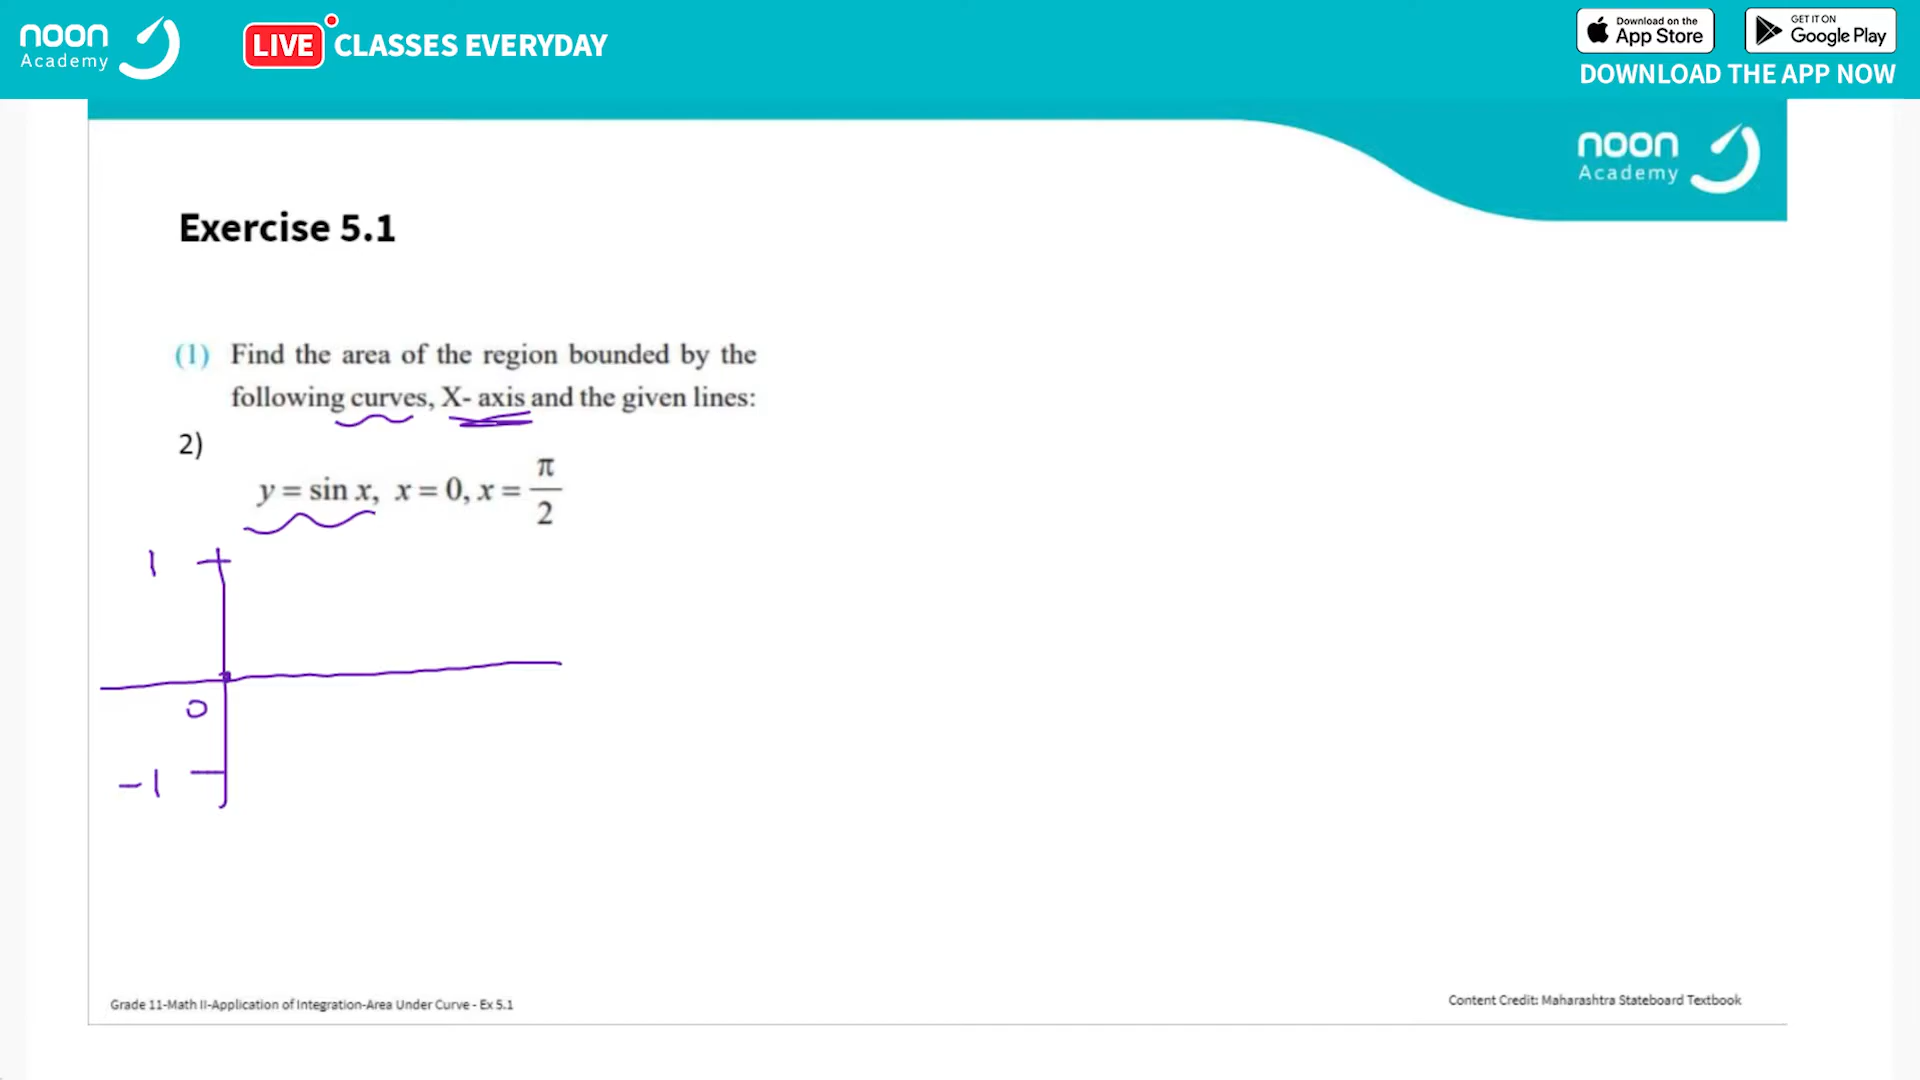 noon
Academy
LIVE CLASSES EVERYDAY
Download on the
App Store
GET IT ON
Google Play
DOWNLOAD THE APP NOW
noon
Academy
Exercise 5.1
(1) Find the area of the region bounded by the
following curves, X- axis and the given lines:
2)
y = sin x, x = 0, x = π/2
1
0
-1
Grade 11-Math II-Application of Integration-Area Under Curve - Ex 5.1
Content Credit: Maharashtra Stateboard Textbook